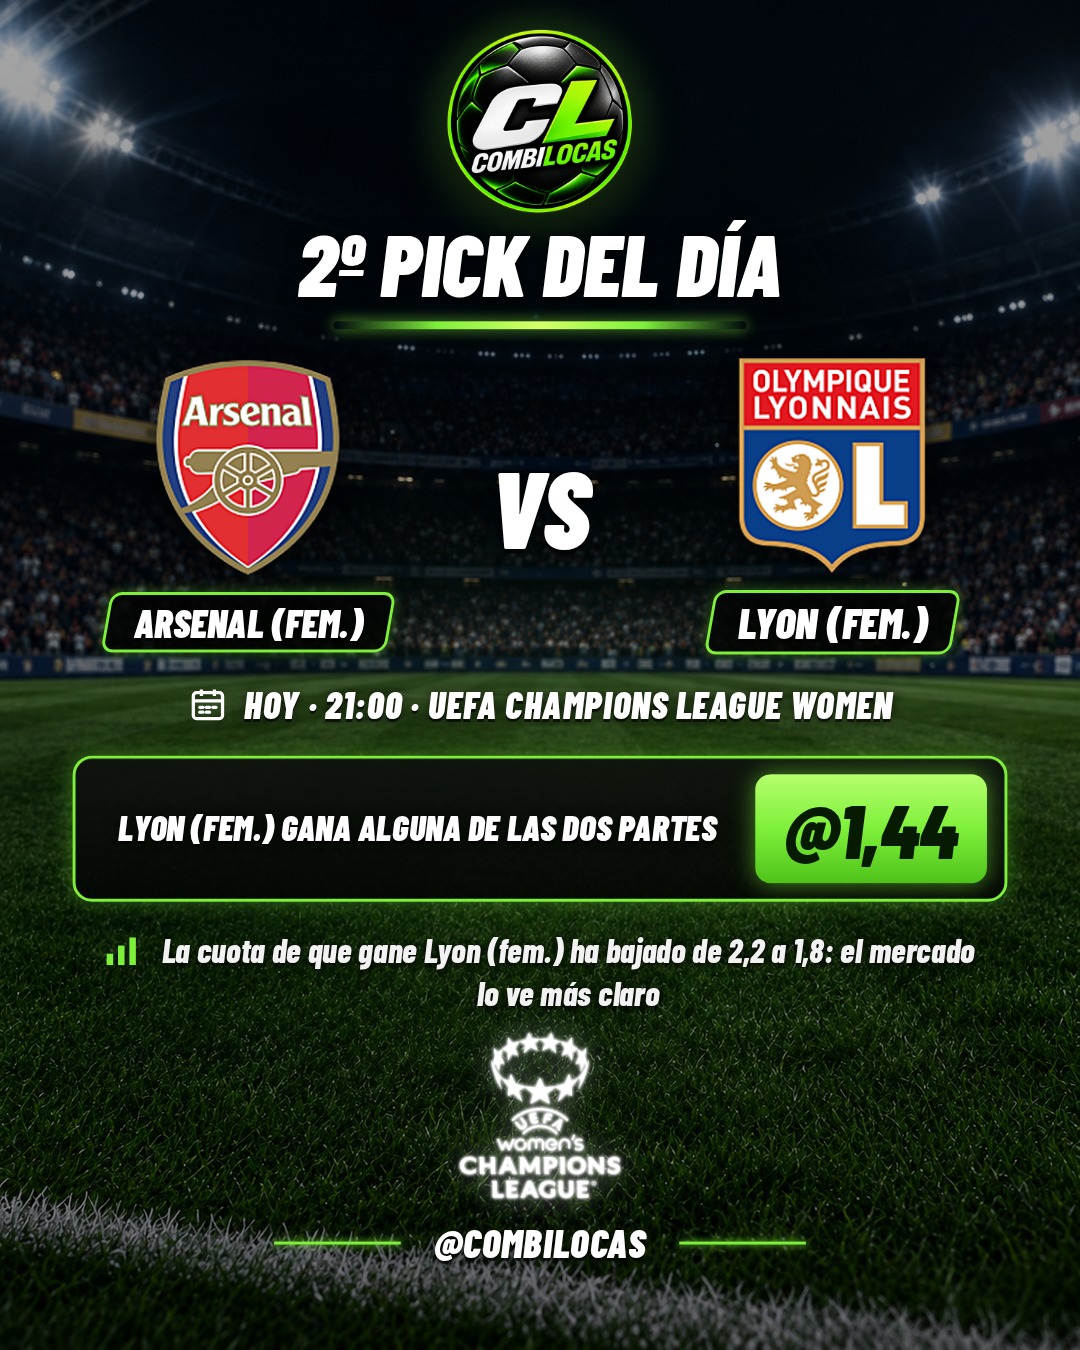 CL
COMBILOCAS
2º PICK DEL DÍA
Arsenal
OLYMPIQUE
LYONNAIS
OL
VS
ARSENAL (FEM.)
LYON (FEM.)
HOY · 21:00 · UEFA CHAMPIONS LEAGUE WOMEN
LYON (FEM.) GANA ALGUNA DE LAS DOS PARTES
@1,44
La cuota de que gane Lyon (fem.) ha bajado de 2,2 a 1,8: el mercado
lo ve más claro
UEFA
women's
CHAMPIONS
LEAGUE
@COMBILOCAS